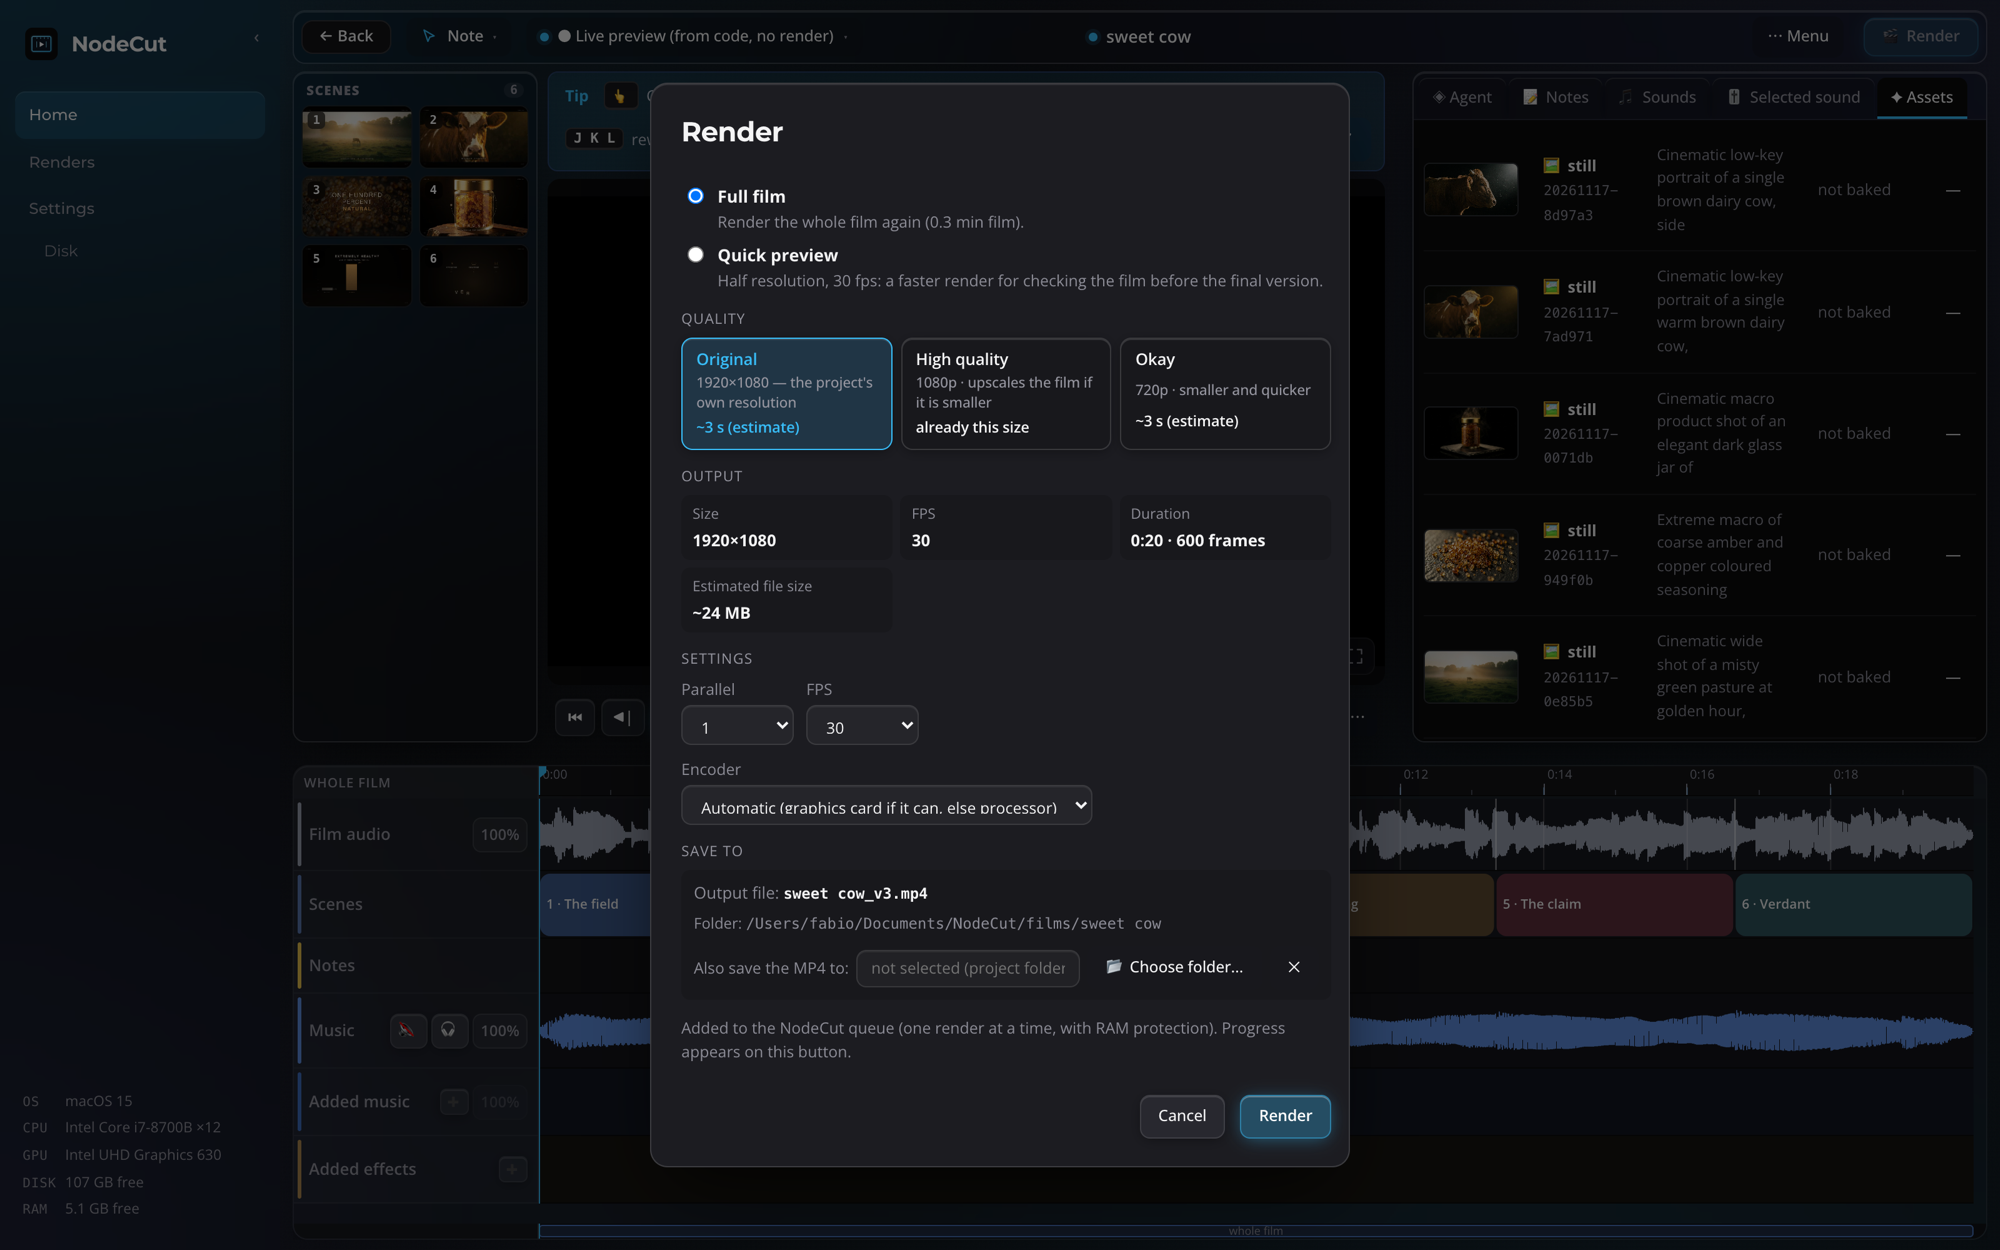 NodeCut
‹
Home
Renders
Settings
Disk
OS macOS 15
CPU Intel Core i7-8700B ×12
GPU Intel UHD Graphics 630
DISK 107 GB free
RAM 5.1 GB free
← Back
Note ·
Live preview (from code, no render) ·
sweet cow
··· Menu
Render
SCENES 6
1
2
3
ONE HUNDRED
PERCENT
NATURAL
4
5
EXTREMELY HEALTHY
6
Tip
J K L
Render
Full film
Render the whole film again (0.3 min film).
Quick preview
Half resolution, 30 fps: a faster render for checking the film before the final version.
QUALITY
Original
1920×1080 — the project's
own resolution
~3 s (estimate)
High quality
1080p · upscales the film if
it is smaller
already this size
Okay
720p · smaller and quicker
~3 s (estimate)
OUTPUT
Size
1920×1080
FPS
30
Duration
0:20 · 600 frames
Estimated file size
~24 MB
SETTINGS
Parallel
1
FPS
30
Encoder
Automatic (graphics card if it can, else processor)
SAVE TO
Output file: sweet cow_v3.mp4
Folder: /Users/fabio/Documents/NodeCut/films/sweet cow
Also save the MP4 to: not selected (project folder
Choose folder...
×
Added to the NodeCut queue (one render at a time, with RAM protection). Progress
appears on this button.
Cancel
Render
Agent
Notes
Sounds
Selected sound
Assets
still
20261117-
8d97a3
Cinematic low-key
portrait of a single
brown dairy cow,
side
not baked
—
still
20261117-
7ad971
Cinematic low-key
portrait of a single
warm brown dairy
cow,
not baked
—
still
20261117-
0071db
Cinematic macro
product shot of an
elegant dark glass
jar of
not baked
—
still
20261117-
949f0b
Extreme macro of
coarse amber and
copper coloured
seasoning
not baked
—
still
20261117-
0e85b5
Cinematic wide
shot of a misty
green pasture at
golden hour,
not baked
—
WHOLE FILM
0:00
0:12
0:14
0:16
0:18
Film audio 100%
Scenes
1 · The field
5 · The claim
6 · Verdant
Notes
Music 100%
Added music + 100%
Added effects +
whole film